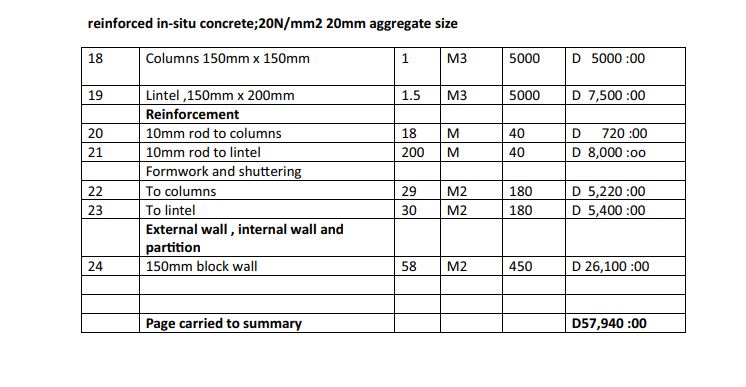 reinforced in-situ concrete;20N/mm2 20mm aggregate size
18 Columns 150mm x 150mm 1 M3 5000 D 5000 :00
19 Lintel ,150mm x 200mm 1.5 M3 5000 D 7,500 :00
Reinforcement
20 10mm rod to columns 18 M 40 D 720 :00
21 10mm rod to lintel 200 M 40 D 8,000 :oo
Formwork and shuttering
22 To columns 29 M2 180 D 5,220 :00
23 To lintel 30 M2 180 D 5,400 :00
External wall , internal wall and
partition
24 150mm block wall 58 M2 450 D 26,100 :00
Page carried to summary D57,940 :00